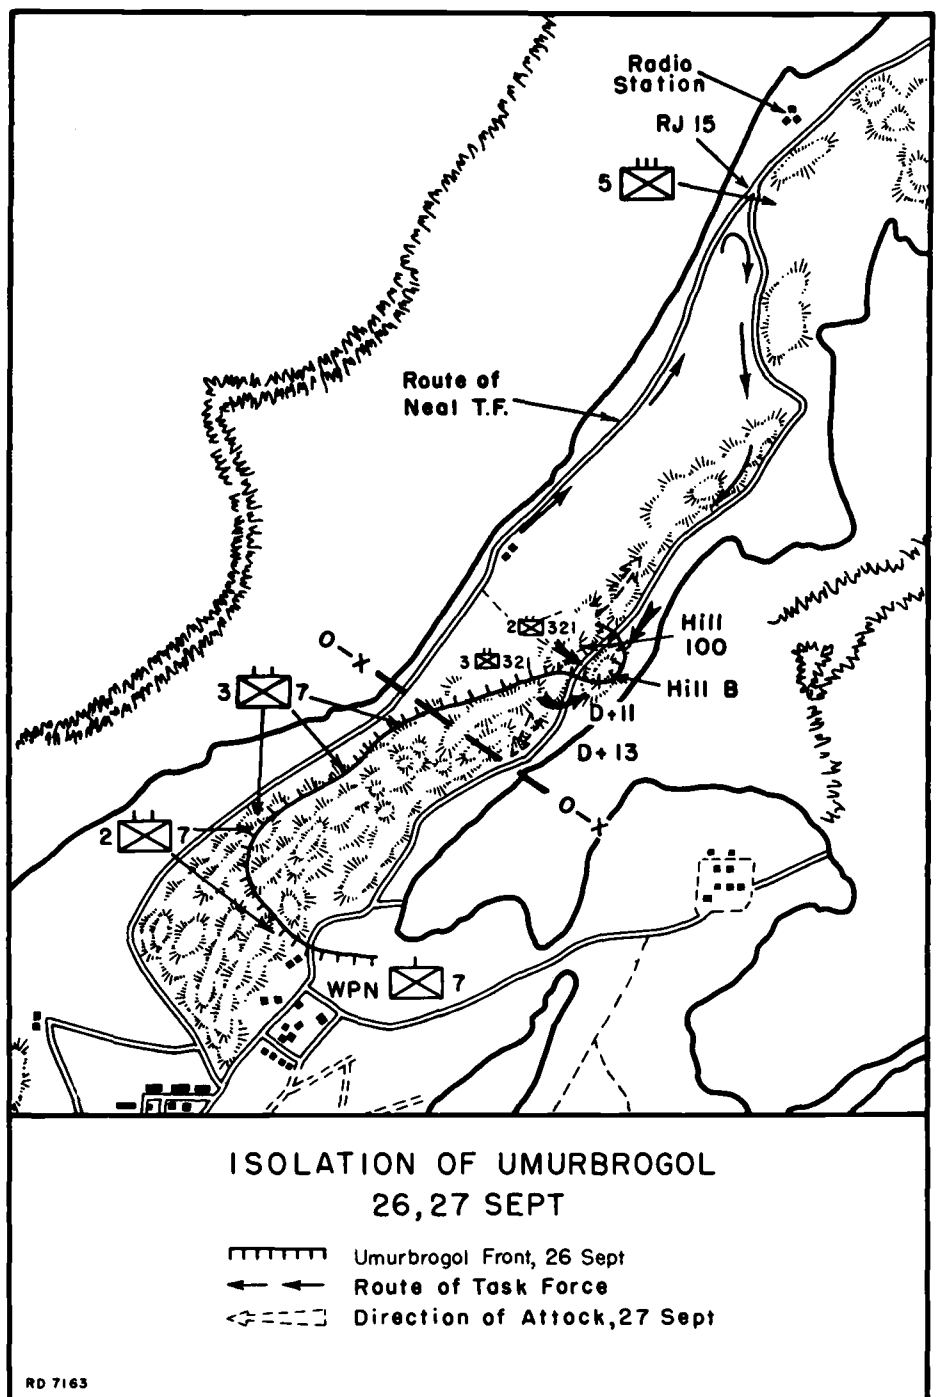 Radio
Station
RJ 15
5
Route of
Neal T.F.
2 321
3 321
Hill
100
Hill B
O-X
3 7
D+11
D+13
O-X
2 7
WPN 7
ISOLATION OF UMURBROGOL
26,27 SEPT
Umurbrogol Front, 26 Sept
Route of Task Force
Direction of Attock,27 Sept
RD 7163